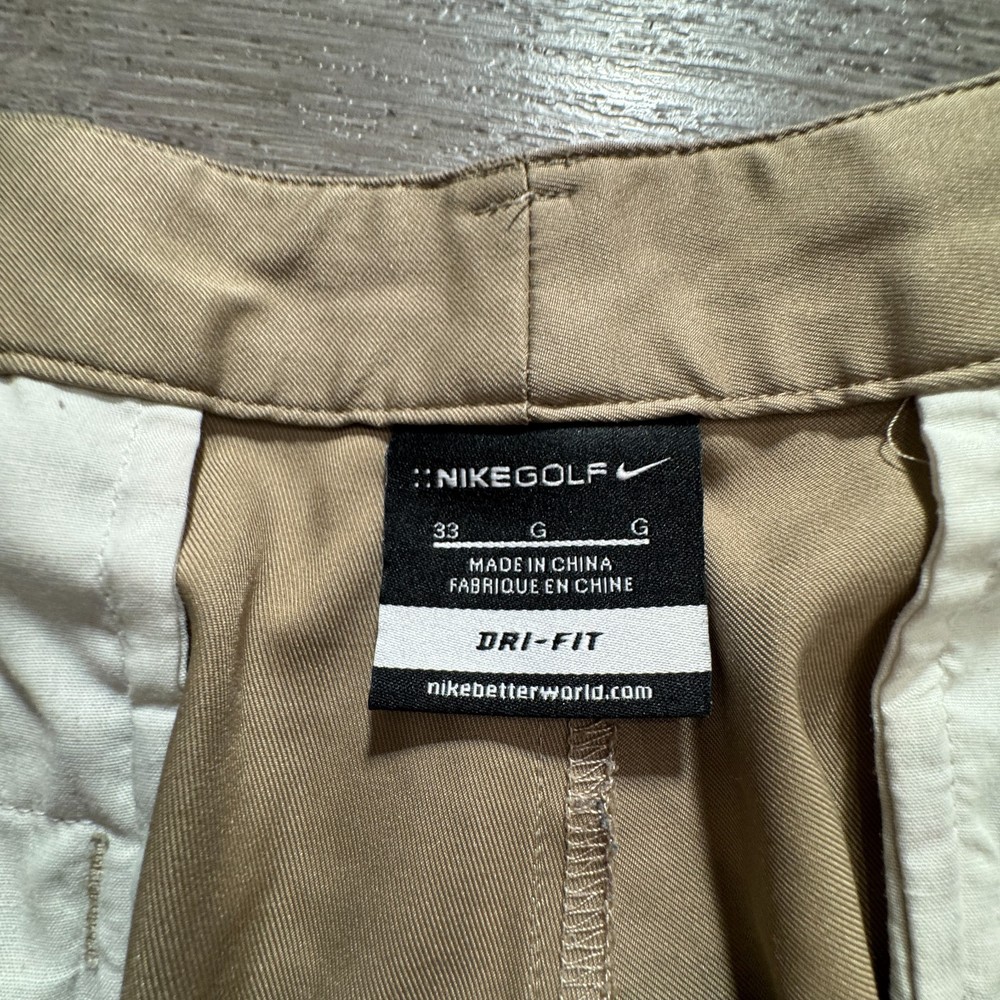 ::NIKEGOLF
33 G G
MADE IN CHINA
FABRIQUE EN CHINE
DRI-FIT
nikebetterworld.com